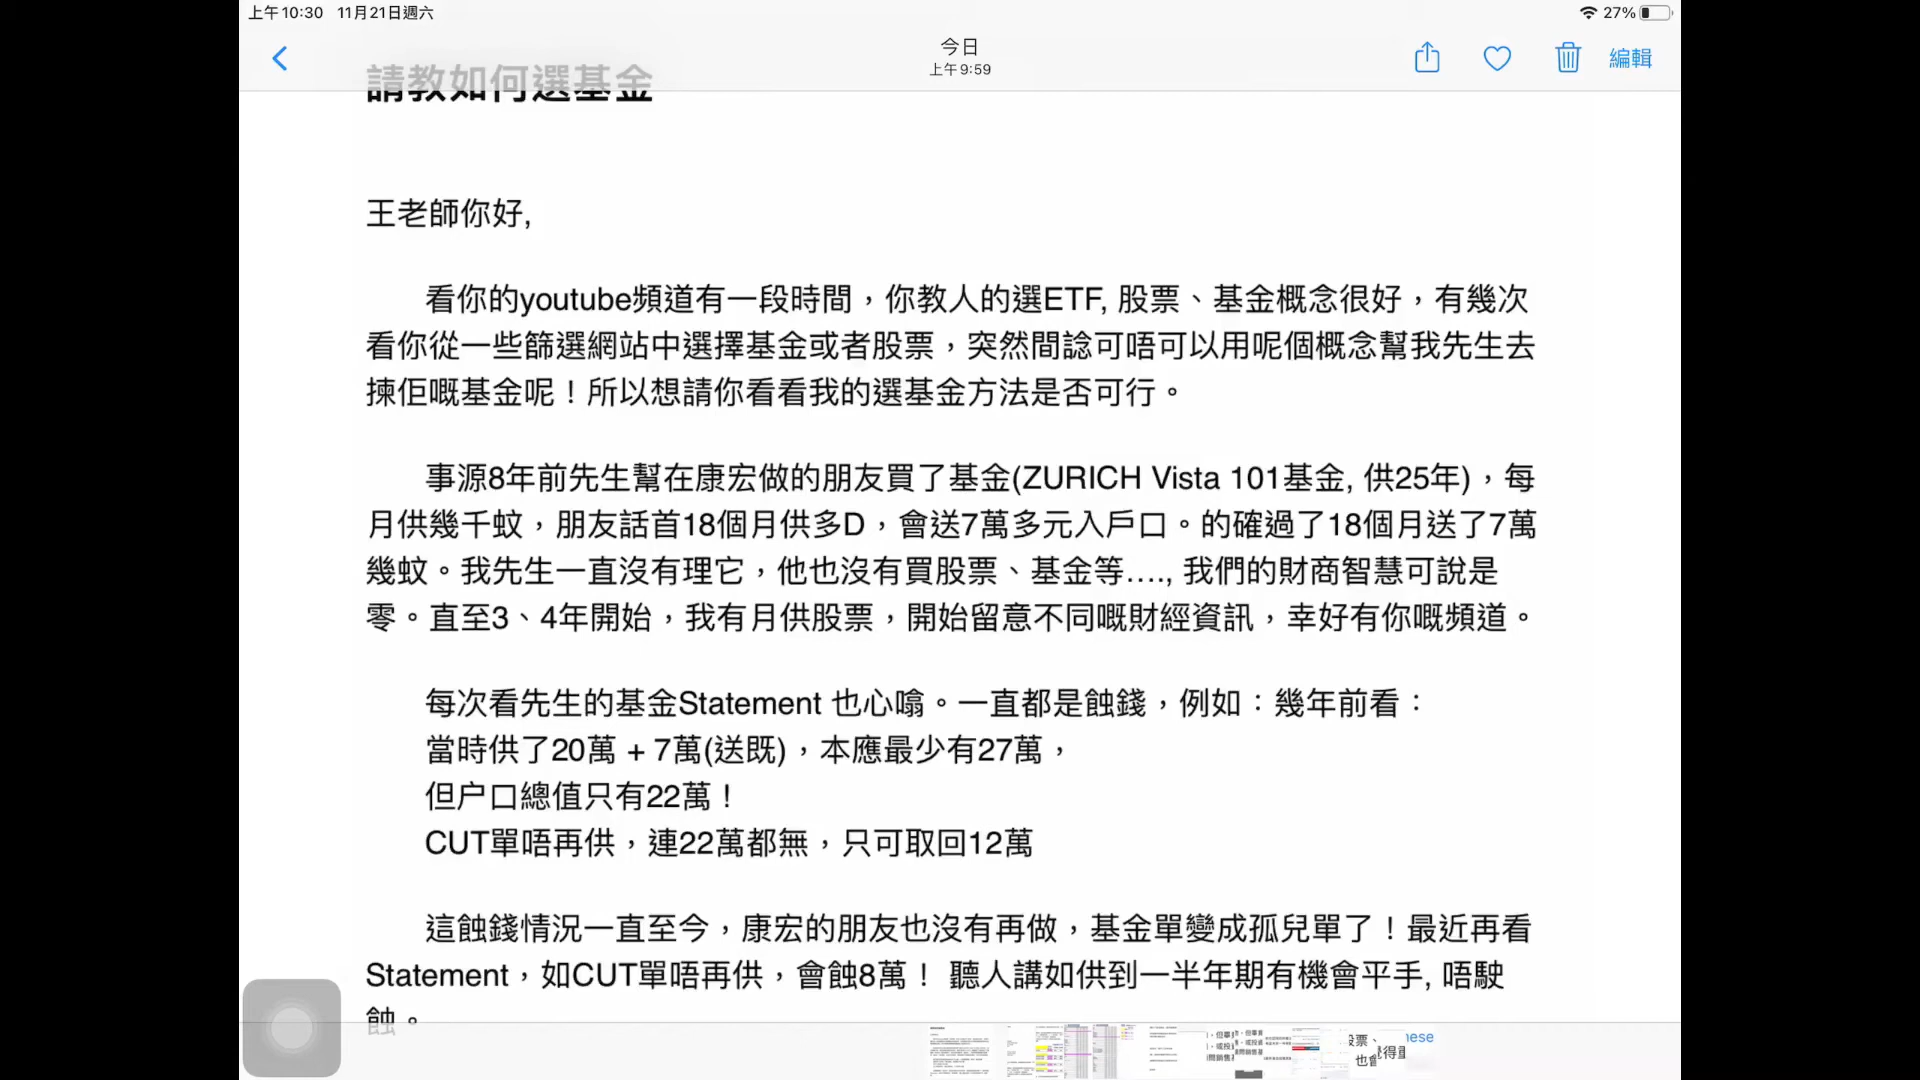 上午10:30 11月21日週六
27%
今日
上午9:59
編輯
請教如何選基金
王老師你好,
看你的youtube頻道有一段時間，你教人的選ETF, 股票、基金概念很好，有幾次
看你從一些篩選網站中選擇基金或者股票，突然間諗可唔可以用呢個概念幫我先生去
揀佢嘅基金呢！所以想請你看看我的選基金方法是否可行。
事源8年前先生幫在康宏做的朋友買了基金(ZURICH Vista 101基金, 供25年)，每
月供幾千蚊，朋友話首18個月供多D，會送7萬多元入戶口。的確過了18個月送了7萬
幾蚊。我先生一直沒有理它，他也沒有買股票、基金等...., 我們的財商智慧可說是
零。直至3、4年開始，我有月供股票，開始留意不同嘅財經資訊，幸好有你嘅頻道。
每次看先生的基金Statement 也心噏。一直都是蝕錢，例如：幾年前看：
當時供了20萬 + 7萬(送既)，本應最少有27萬，
但户口總值只有22萬！
CUT單唔再供，連22萬都無，只可取回12萬
這蝕錢情況一直至今，康宏的朋友也沒有再做，基金單變成孤兒單了！最近再看
Statement，如CUT單唔再供，會蝕8萬！ 聽人講如供到一半年期有機會平手, 唔駛
蝕。
股票、
也會
覺得
nese